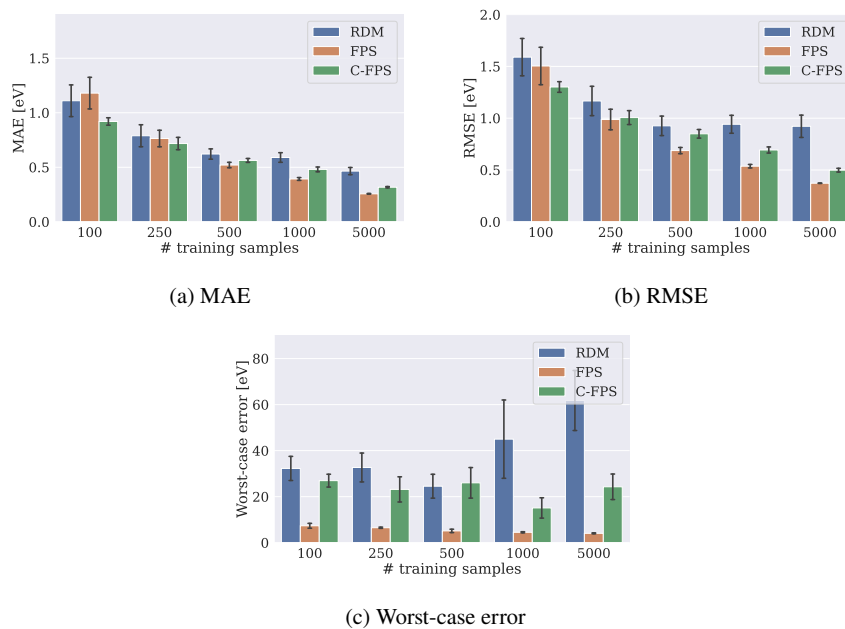 MAE [eV]
1.5
1.0
0.5
0.0
RDM
FPS
C-FPS
100 250 500 1000 5000
# training samples
(a) MAE
RMSE [eV]
2.0
1.5
1.0
0.5
0.0
RDM
FPS
C-FPS
100 250 500 1000 5000
# training samples
(b) RMSE
Worst-case error [eV]
80
60
40
20
0
RDM
FPS
C-FPS
100 250 500 1000 5000
# training samples
(c) Worst-case error